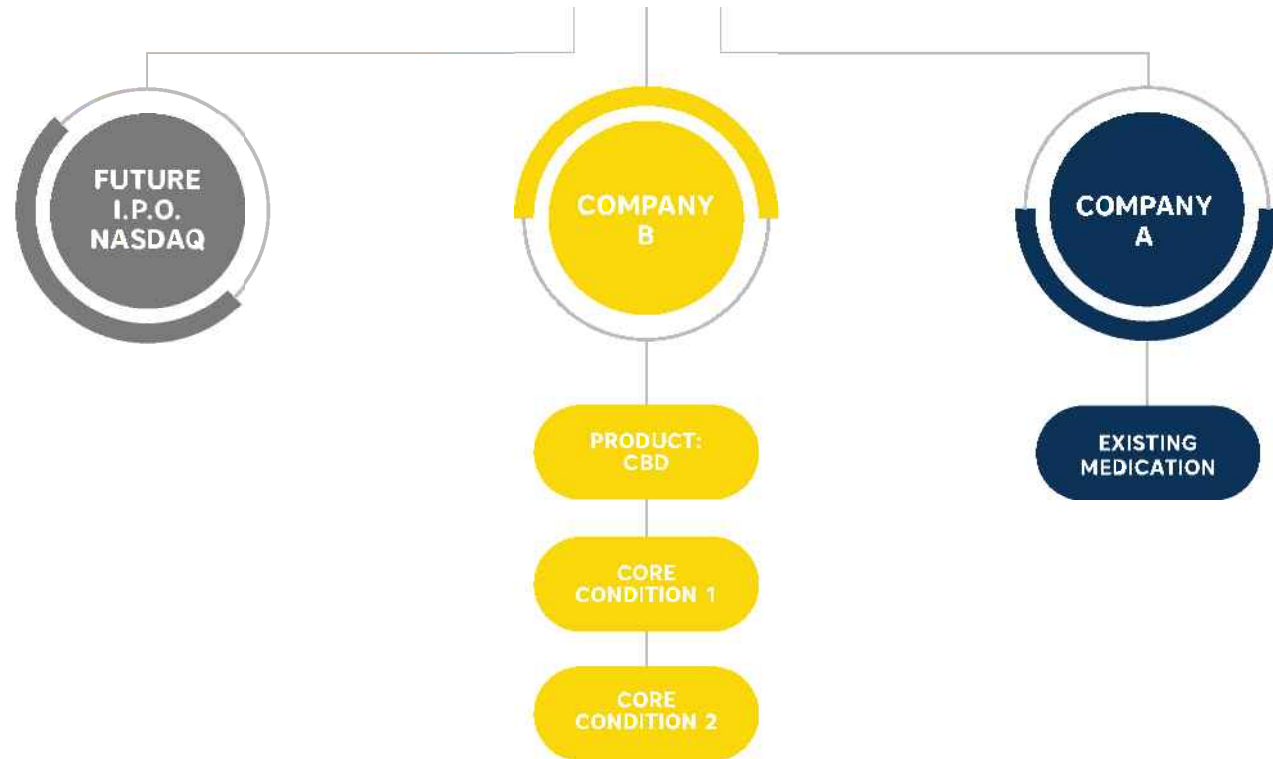 FUTURE
I.P.O.
NASDAQ
COMPANY
B
COMPANY
A
PRODUCT:
CBD
EXISTING
MEDICATION
CORE
CONDITION 1
CORE
CONDITION 2